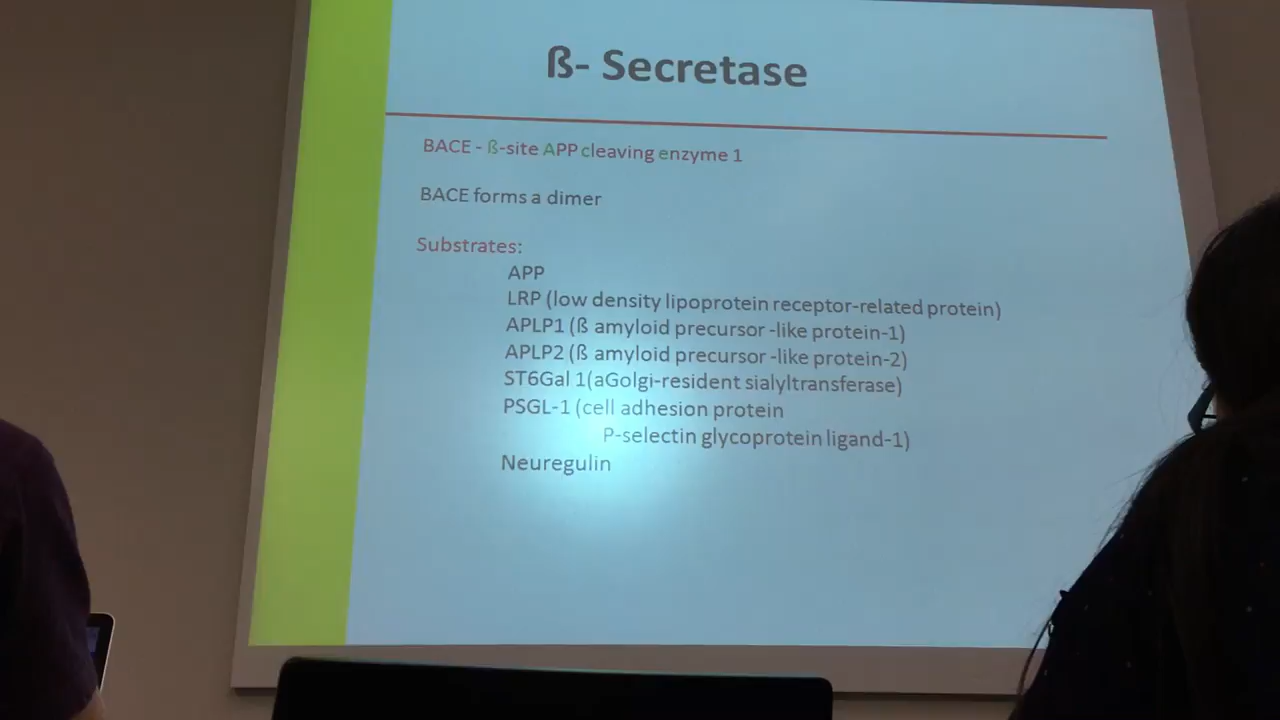 ß- Secretase
BACE - ß-site APP cleaving enzyme 1
BACE forms a dimer
Substrates:
APP
LRP (low density lipoprotein receptor-related protein)
APLP1 (ß amyloid precursor -like protein-1)
APLP2 (ß amyloid precursor -like protein-2)
ST6Gal 1(aGolgi-resident sialyltransferase)
PSGL-1 (cell adhesion protein
P-selectin glycoprotein ligand-1)
Neuregulin